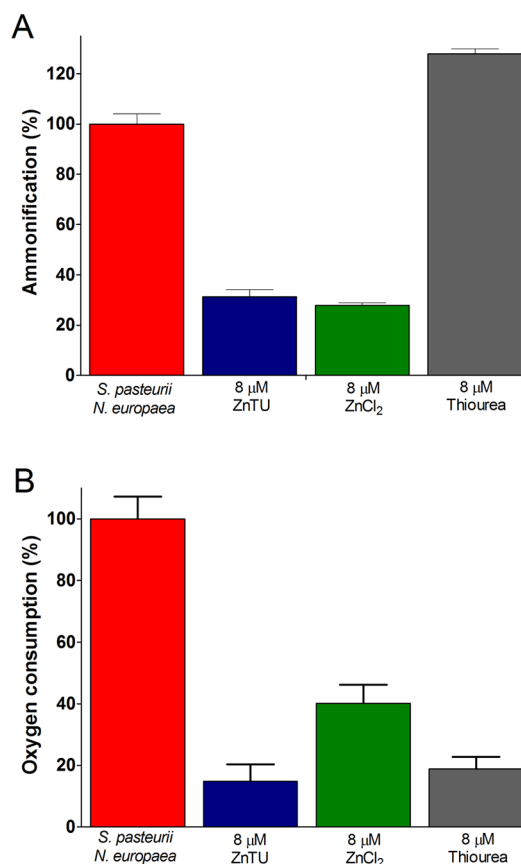 A
Ammonification (%)
120
100
80
60
40
20
0
S. pasteurii
N. europaea
8 μM
ZnTU
8 μM
ZnCl₂
8 μM
Thiourea
B
Oxygen consumption (%)
100
80
60
40
20
0
S. pasteurii
N. europaea
8 μM
ZnTU
8 μM
ZnCl₂
8 μM
Thiourea